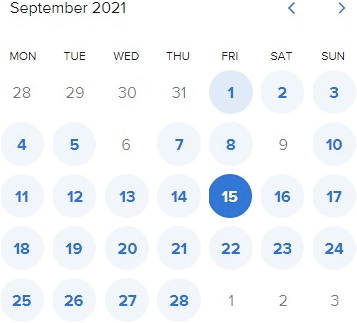 September 2021
MON TUE WED THU FRI SAT SUN
28 29 30 31 1 2 3
4 5 6 7 8 9 10
11 12 13 14 15 16 17
18 19 20 21 22 23 24
25 26 27 28 1 2 3